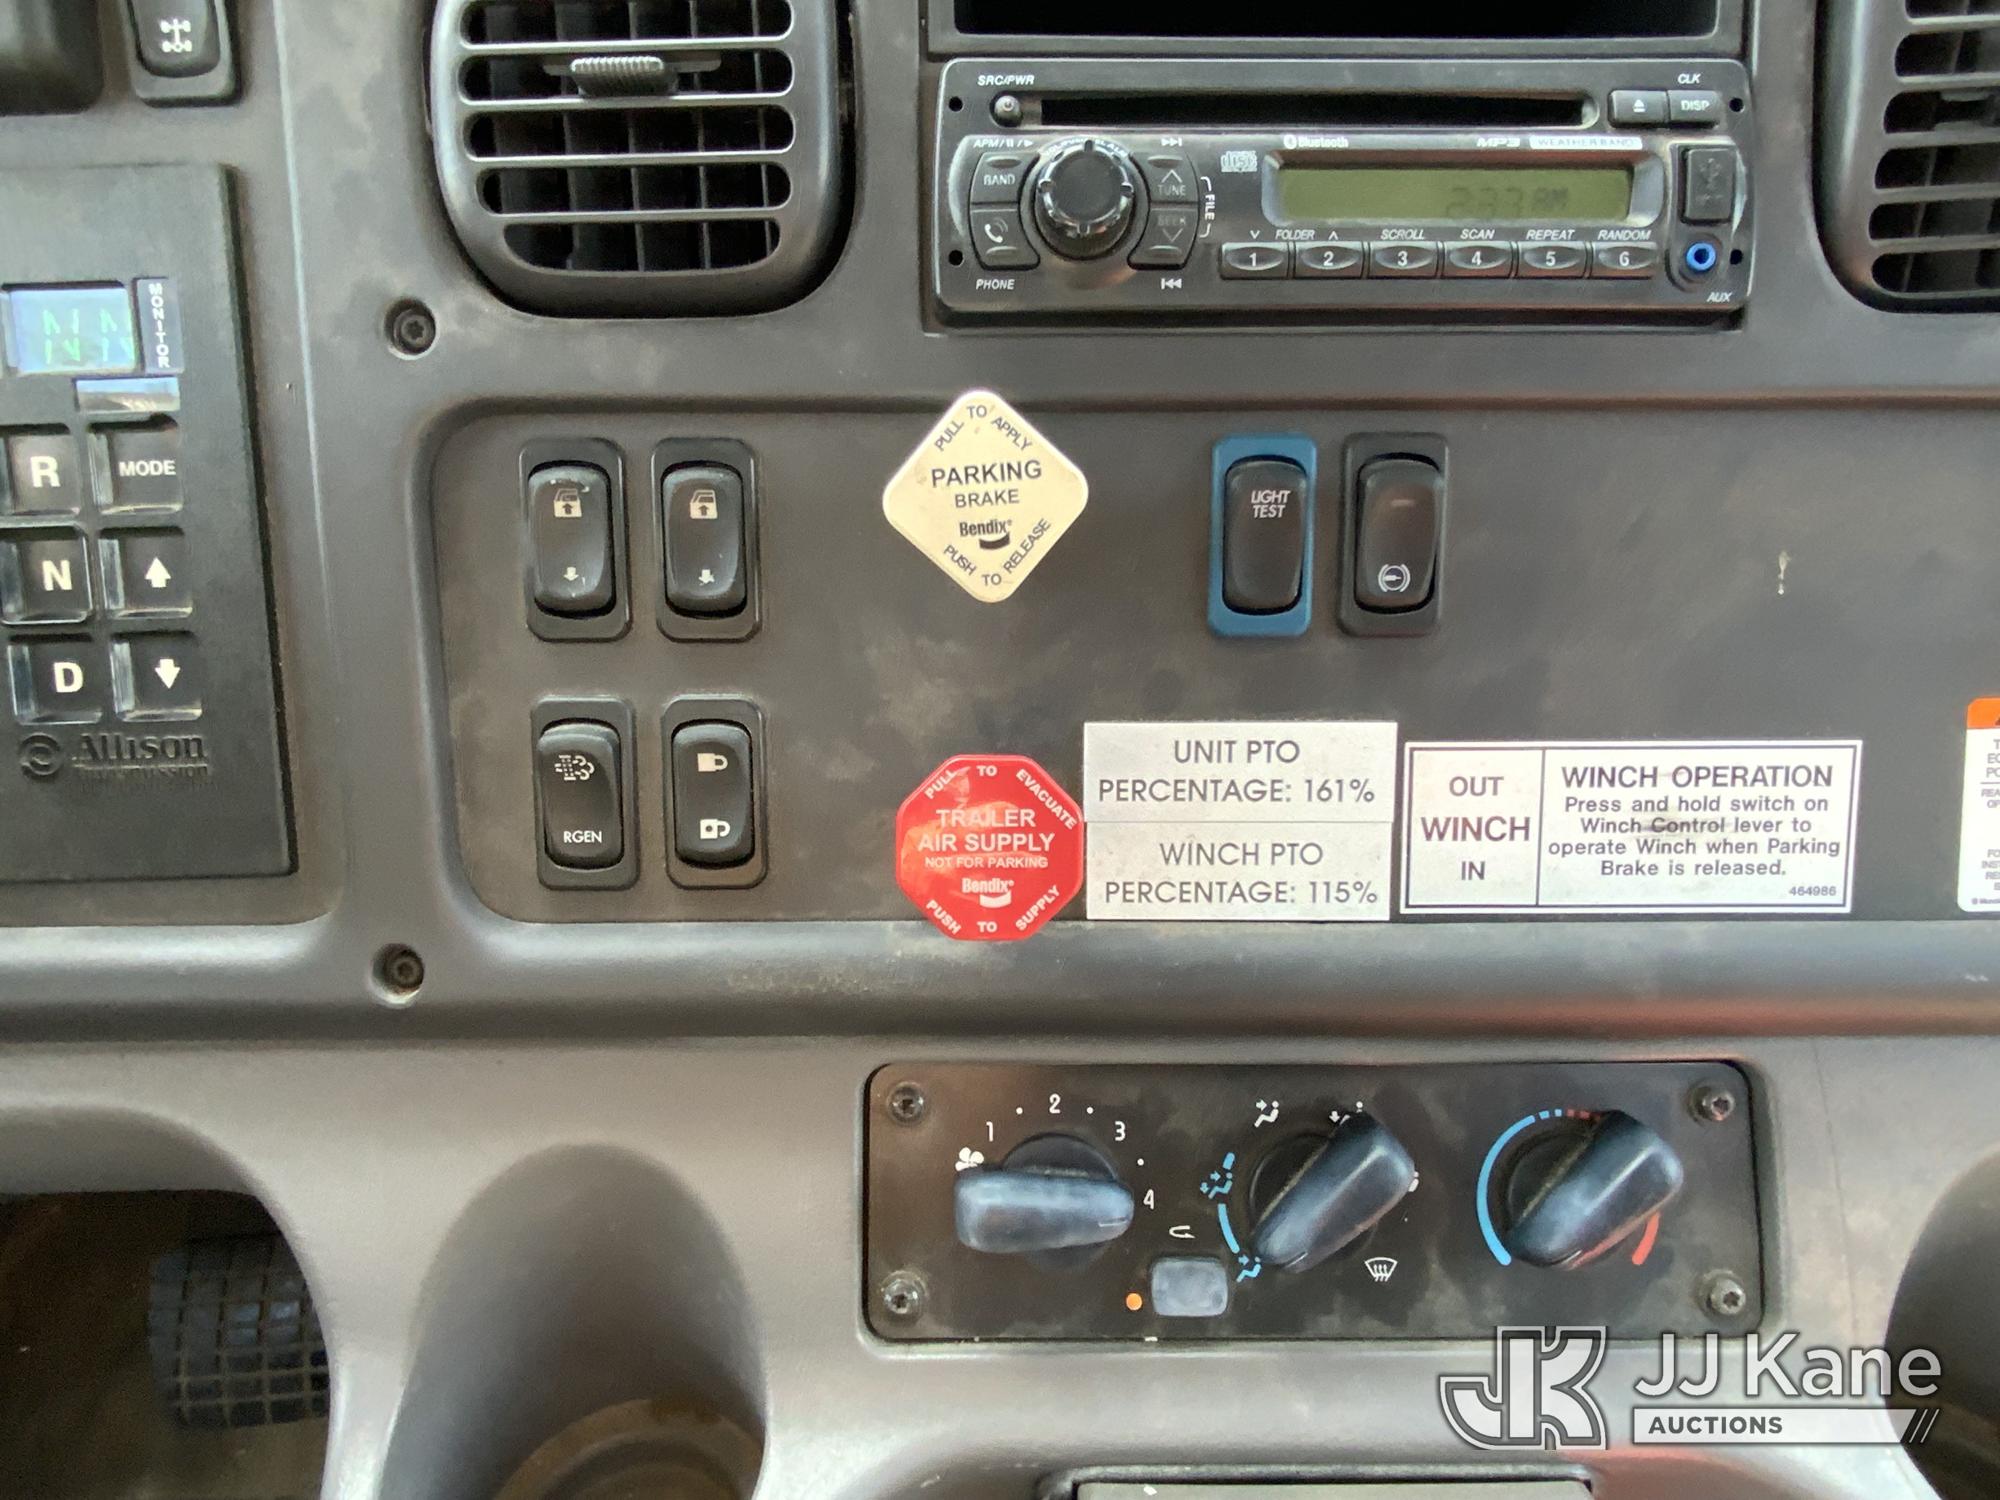 SRC/PWR
CLK
DISP
APM/II/▶
Bluetooth
MP3
WEATHER BAND
BAND
TUNE
FILE
SEEK
PHONE
FOLDER
SCROLL
SCAN
REPEAT
RANDOM
1 2 3 4 5 6
AUX
MONITOR
R
MODE
N
D
Allison
TRANSMISSION
PULL TO APPLY
PARKING
BRAKE
Bendix
PUSH TO RELEASE
LIGHT
TEST
RGEN
PULL TO EVACUATE
TRAILER
AIR SUPPLY
NOT FOR PARKING
Bendix
PUSH TO SUPPLY
UNIT PTO
PERCENTAGE: 161%
WINCH PTO
PERCENTAGE: 115%
OUT
WINCH
IN
WINCH OPERATION
Press and hold switch on
Winch Control lever to
operate Winch when Parking
Brake is released.
464986
1 2 3 4
JK
JJ Kane
AUCTIONS